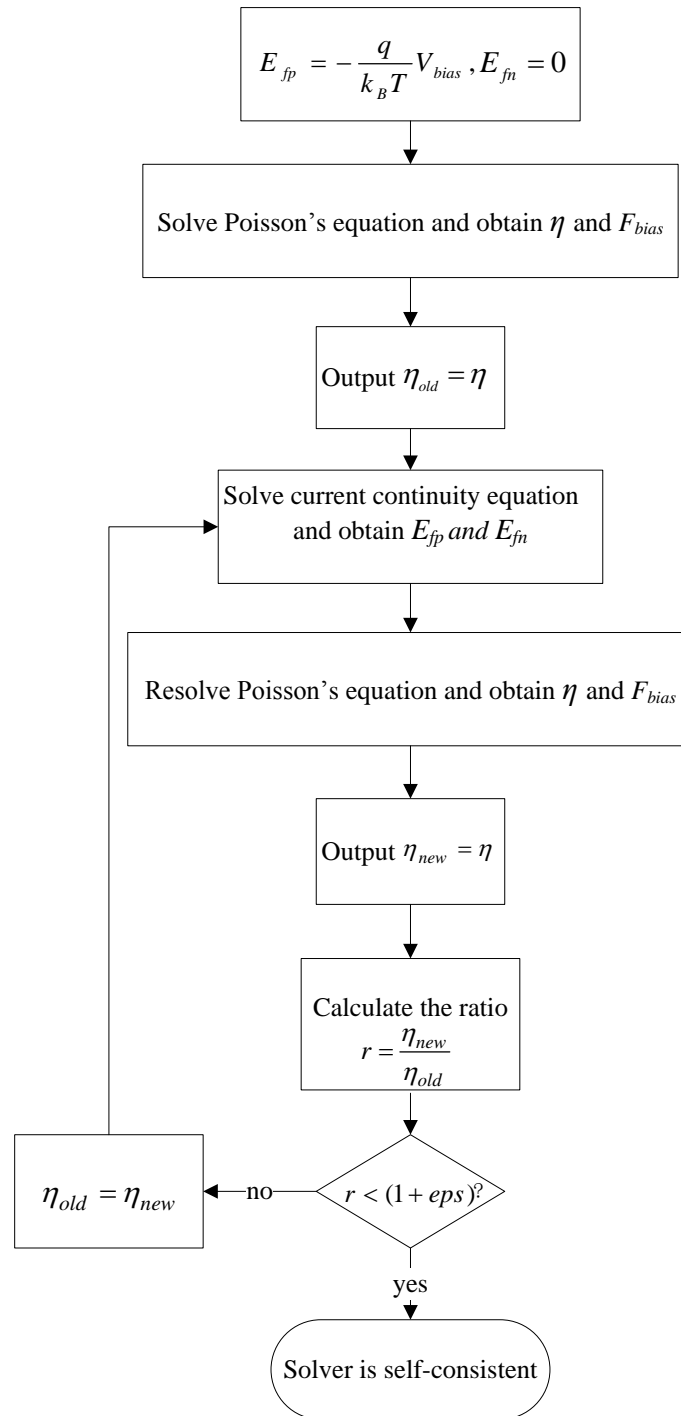 E_fp = − q / k_B T V_bias , E_fn = 0
Solve Poisson's equation and obtain η and F_bias
Output η_old = η
Solve current continuity equation
and obtain E_fp and E_fn
Resolve Poisson's equation and obtain η and F_bias
Output η_new = η
Calculate the ratio
r = η_new / η_old
η_old = η_new
no
r < (1 + eps)?
yes
Solver is self-consistent